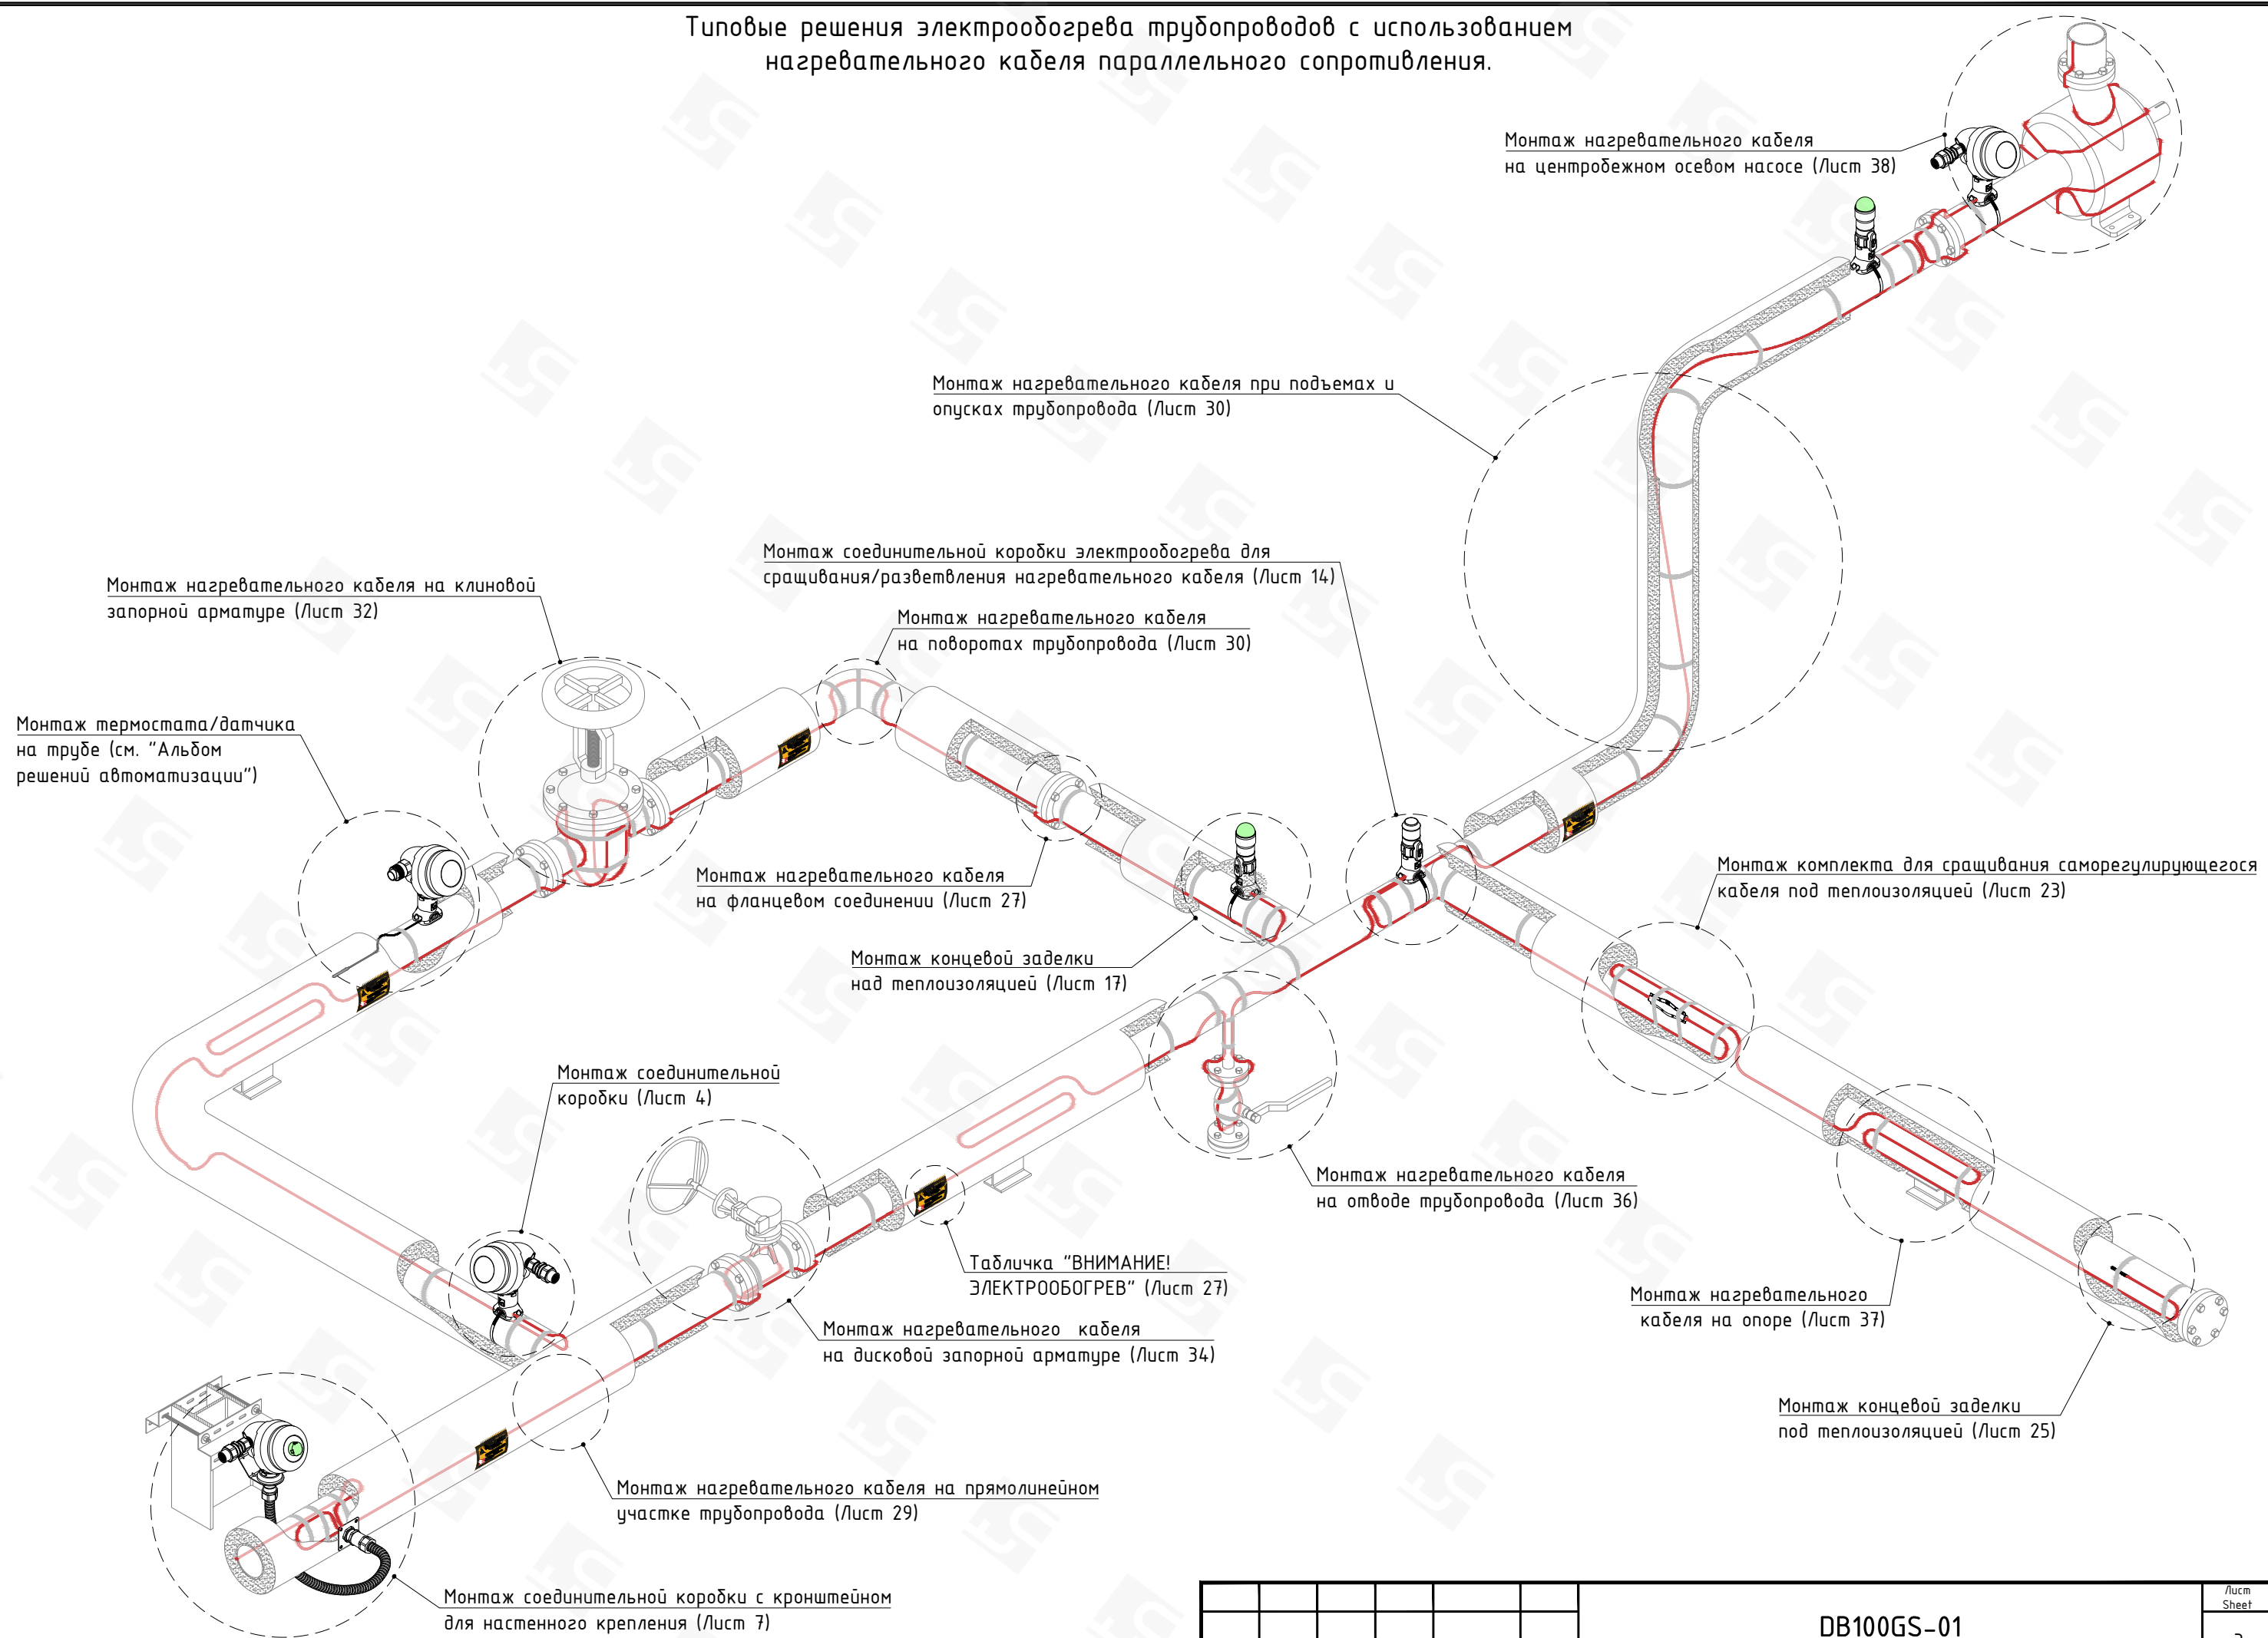 Типовые решения электрообогрева трубопроводов с использованием
нагревательного кабеля параллельного сопротивления.
Монтаж нагревательного кабеля
на центробежном осевом насосе (Лист 38)
Монтаж нагревательного кабеля при подъемах и
опусках трубопровода (Лист 30)
Монтаж соединительной коробки электрообогрева для
сращивания/разветвления нагревательного кабеля (Лист 14)
Монтаж нагревательного кабеля на клиновой
запорной арматуре (Лист 32)
Монтаж нагревательного кабеля
на поворотах трубопровода (Лист 30)
Монтаж термостата/датчика
на трубе (см. "Альбом
решений автоматизации")
Монтаж нагревательного кабеля
на фланцевом соединении (Лист 27)
Монтаж комплекта для сращивания саморегулирующегося
кабеля под теплоизоляцией (Лист 23)
Монтаж концевой заделки
над теплоизоляцией (Лист 17)
Монтаж соединительной
коробки (Лист 4)
Монтаж нагревательного кабеля
на отводе трубопровода (Лист 36)
Табличка "ВНИМАНИЕ!
ЭЛЕКТРООБОГРЕВ" (Лист 27)
Монтаж нагревательного
кабеля на опоре (Лист 37)
Монтаж нагревательного кабеля
на дисковой запорной арматуре (Лист 34)
Монтаж концевой заделки
под теплоизоляцией (Лист 25)
Монтаж нагревательного кабеля на прямолинейном
участке трубопровода (Лист 29)
Монтаж соединительной коробки с кронштейном
для настенного крепления (Лист 7)
Лист
Sheet
DB100GS-01